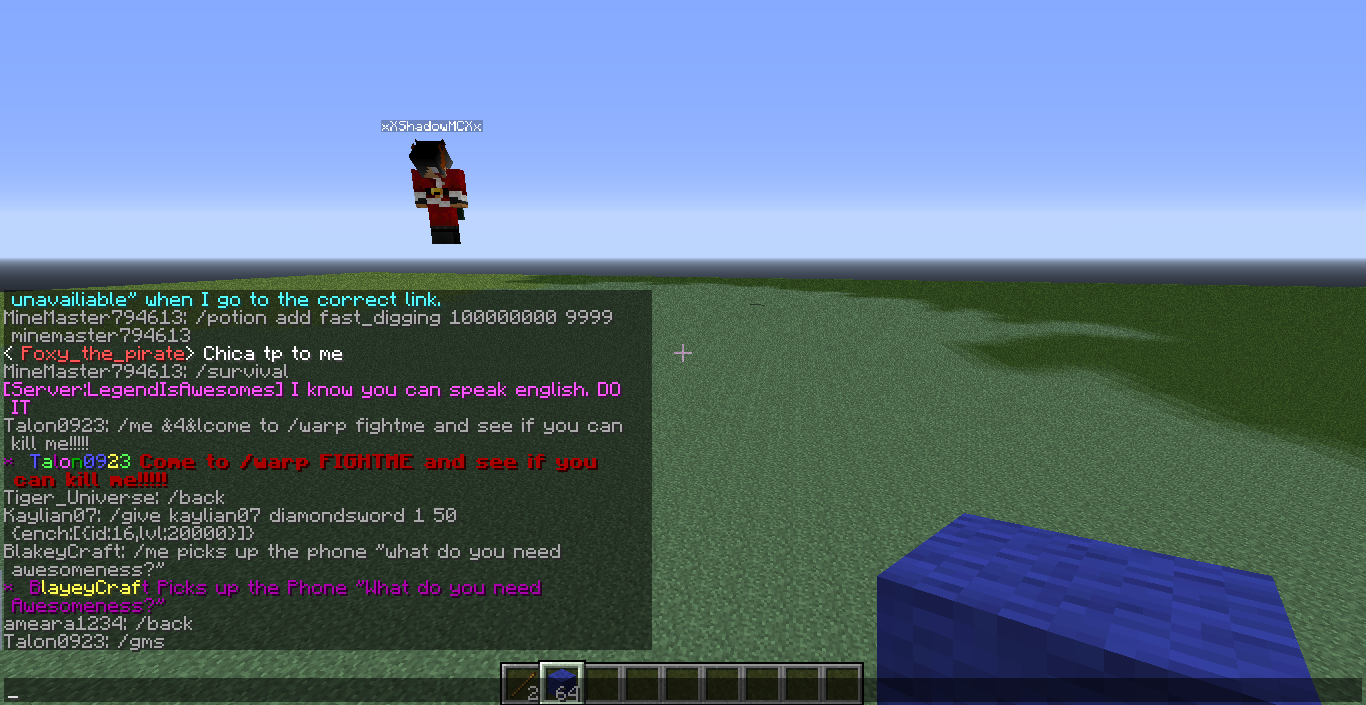 xXShadowMCXx
unavailiable" when I go to the correct link.
MineMaster794613: /potion add fast_digging 100000000 9999
minemaster794613
< Foxy_the_pirate> Chica tp to me
MineMaster794613: /survival
[Server:LegendIsAwesomes] I know you can speak english. DO
IT
Talon0923: /me &4&lcome to /warp fightme and see if you can
kill me!!!!!
* Talon0923 Come to /warp FIGHTME and see if you
can kill me!!!!!
Tiger_Universe: /back
Kaylian07: /give kaylian07 diamondsword 1 50
{ench:[{id:16,lvl:20000}]}
BlakeyCraft: /me picks up the phone "what do you need
awesomeness?"
* BlayeyCraft Picks up the Phone "What do you need
Awesomeness?"
ameara1234: /back
Talon0923: /gms
2 64
_